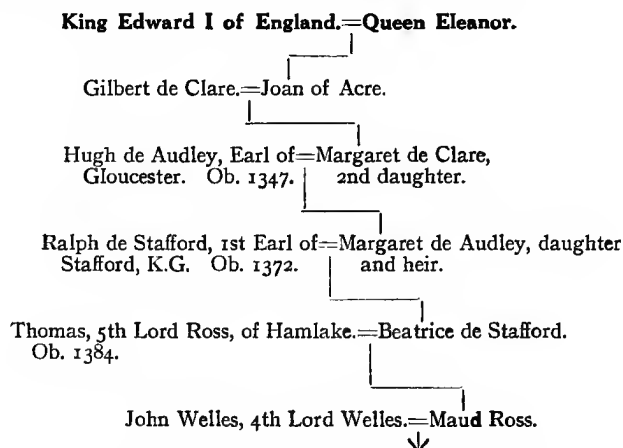 King Edward I of England.=Queen Eleanor.
Gilbert de Clare.=Joan of Acre.
Hugh de Audley, Earl of=Margaret de Clare,
Gloucester. Ob. 1347. 2nd daughter.
Ralph de Stafford, 1st Earl of=Margaret de Audley, daughter
Stafford, K.G. Ob. 1372. and heir.
Thomas, 5th Lord Ross, of Hamlake.=Beatrice de Stafford.
Ob. 1384.
John Welles, 4th Lord Welles.=Maud Ross.